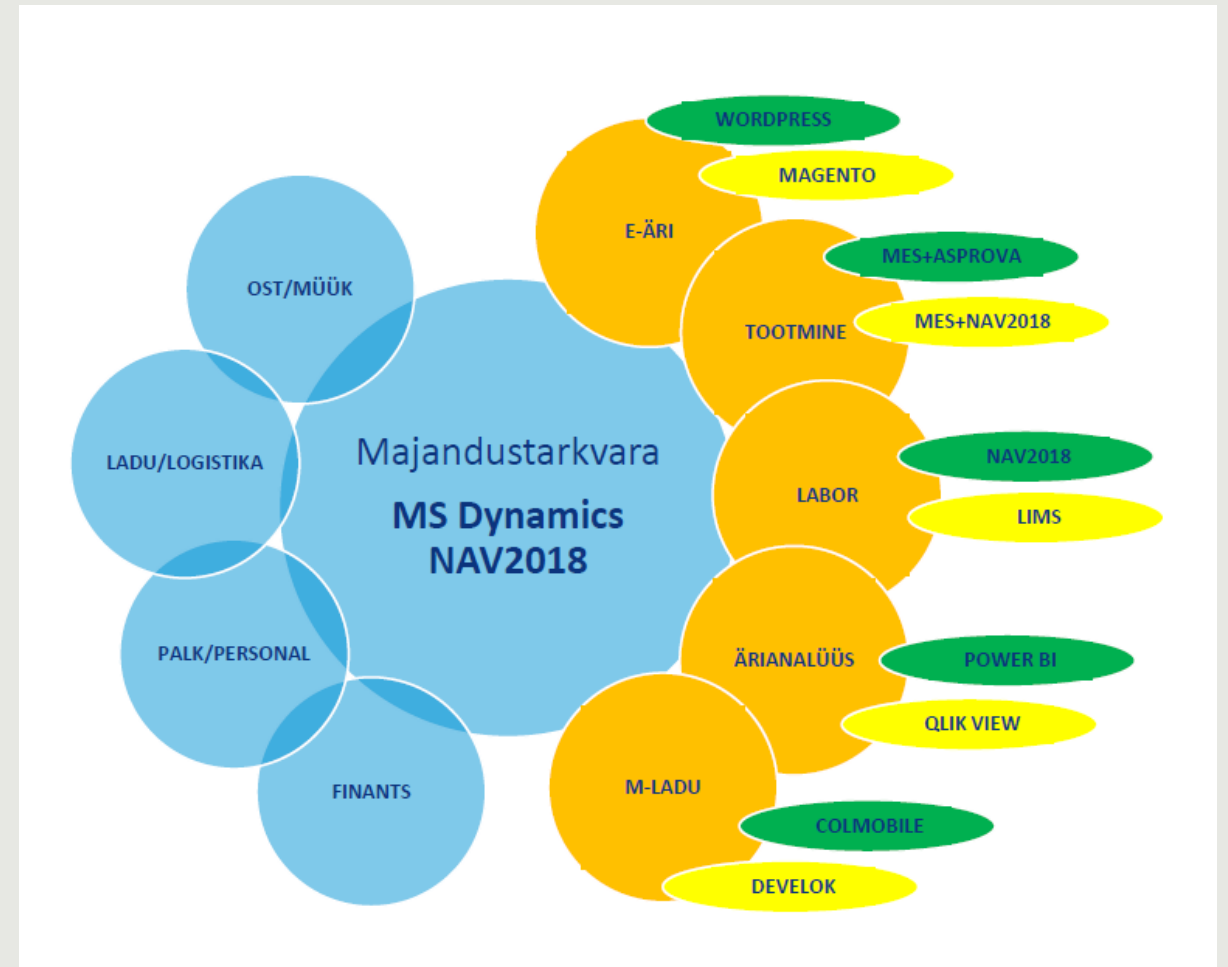 WORDPRESS
MAGENTO
E-ÄRI
MES+ASPROVA
OST/MÜÜK
MES+NAV2018
TOOTMINE
Majandustarkvara
MS Dynamics
NAV2018
LADU/LOGISTIKA
NAV2018
LABOR
LIMS
PALK/PERSONAL
ÄRIANALÜÜS
POWER BI
QLIK VIEW
FINANTS
M-LADU
COLMOBILE
DEVELOK